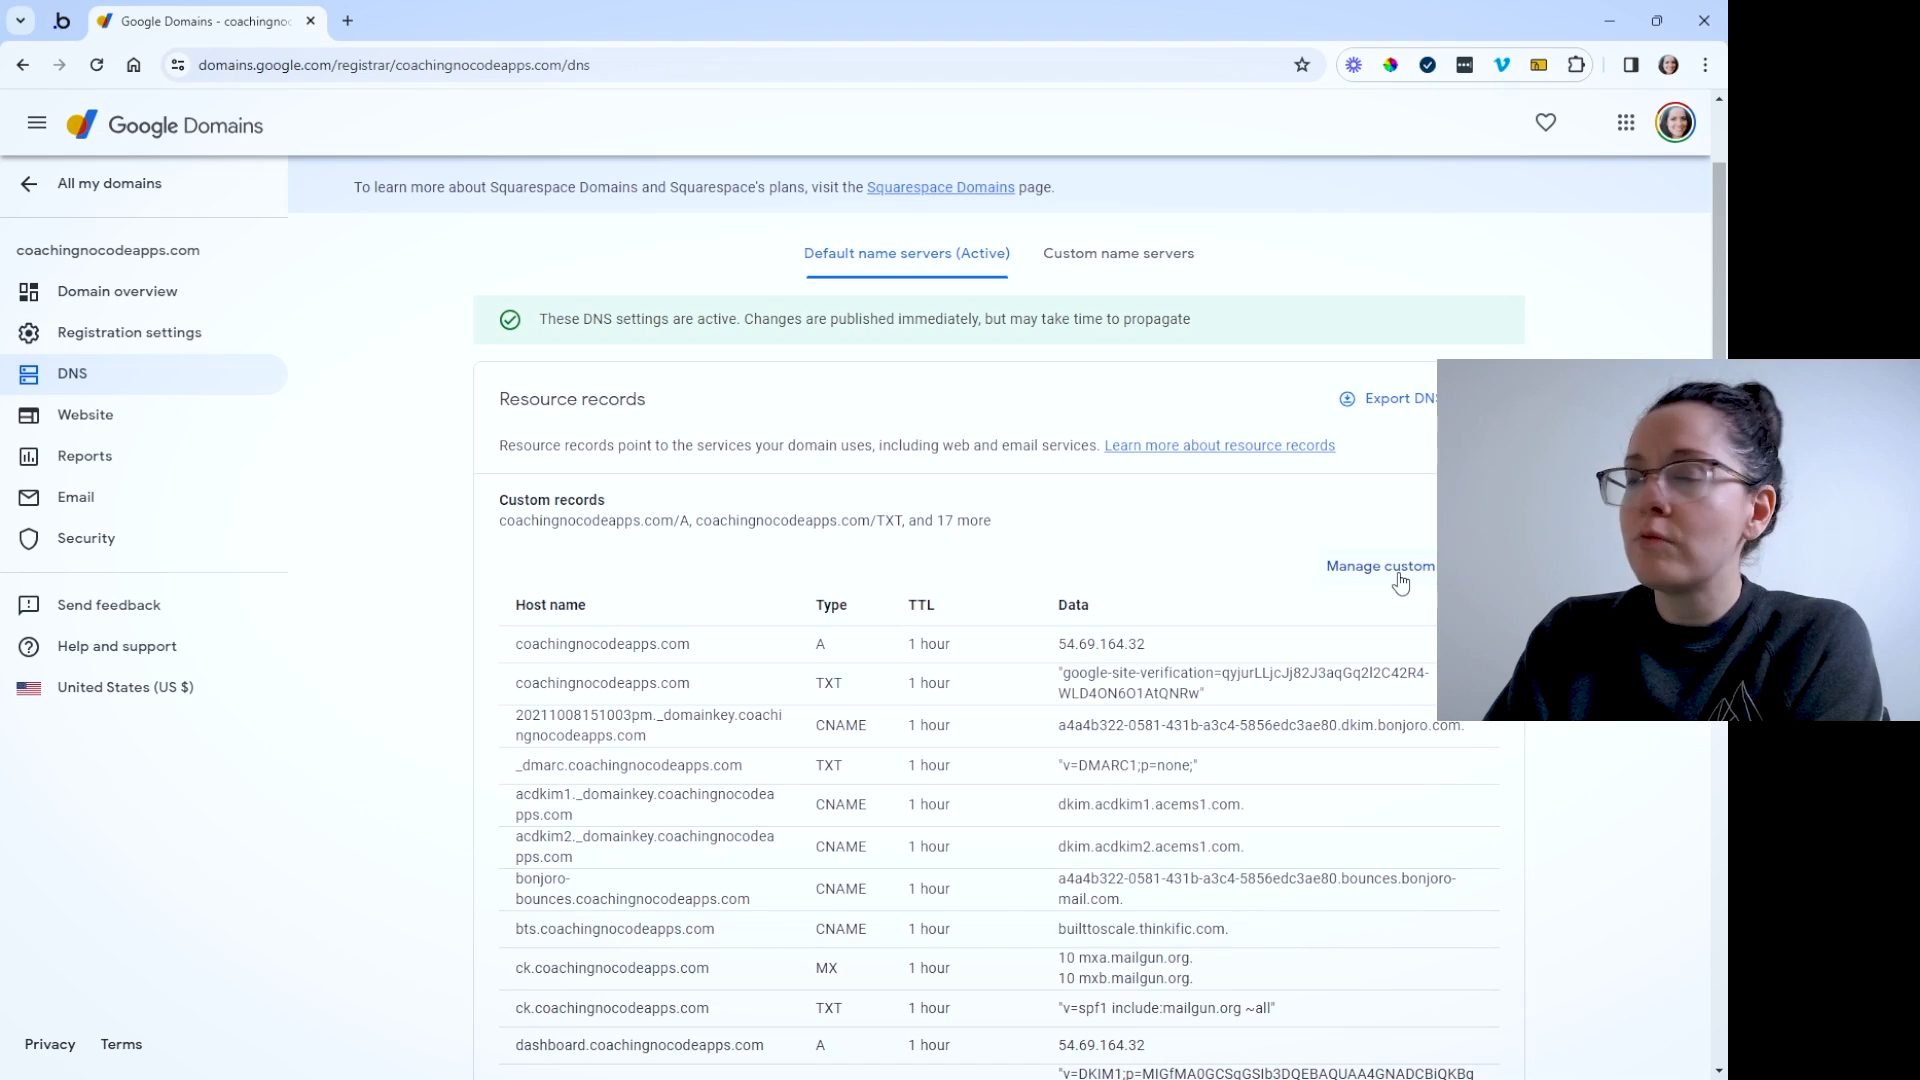 .b
Google Domains - coachingnoc
domains.google.com/registrar/coachingnocodeapps.com/dns
Google Domains
All my domains
To learn more about Squarespace Domains and Squarespace's plans, visit the Squarespace Domains page.
coachingnocodeapps.com
Domain overview
Registration settings
DNS
Website
Reports
Email
Security
Send feedback
Help and support
United States (US $)
Privacy Terms
Default name servers (Active) Custom name servers
These DNS settings are active. Changes are published immediately, but may take time to propagate
Resource records
Export DNS
Resource records point to the services your domain uses, including web and email services. Learn more about resource records
Custom records
coachingnocodeapps.com/A, coachingnocodeapps.com/TXT, and 17 more
Manage custom
Host name Type TTL Data
coachingnocodeapps.com A 1 hour 54.69.164.32
coachingnocodeapps.com TXT 1 hour "google-site-verification=qyjurLLjcJj82J3aqGq2l2C42R4-
WLD4ON6O1AtQNRw"
20211008151003pm._domainkey.coachi
ngnocodeapps.com CNAME 1 hour a4a4b322-0581-431b-a3c4-5856edc3ae80.dkim.bonjoro.com.
_dmarc.coachingnocodeapps.com TXT 1 hour "v=DMARC1;p=none;"
acdkim1._domainkey.coachingnocodea
pps.com CNAME 1 hour dkim.acdkim1.acems1.com.
acdkim2._domainkey.coachingnocodea
pps.com CNAME 1 hour dkim.acdkim2.acems1.com.
bonjoro-
bounces.coachingnocodeapps.com CNAME 1 hour a4a4b322-0581-431b-a3c4-5856edc3ae80.bounces.bonjoro-
mail.com.
bts.coachingnocodeapps.com CNAME 1 hour builttoscale.thinkific.com.
ck.coachingnocodeapps.com MX 1 hour 10 mxa.mailgun.org.
10 mxb.mailgun.org.
ck.coachingnocodeapps.com TXT 1 hour "v=spf1 include:mailgun.org ~all"
dashboard.coachingnocodeapps.com A 1 hour 54.69.164.32
"v=DKIM1;p=MIGfMA0GCSqGSIb3DQEBAQUAA4GNADCBiQKBg